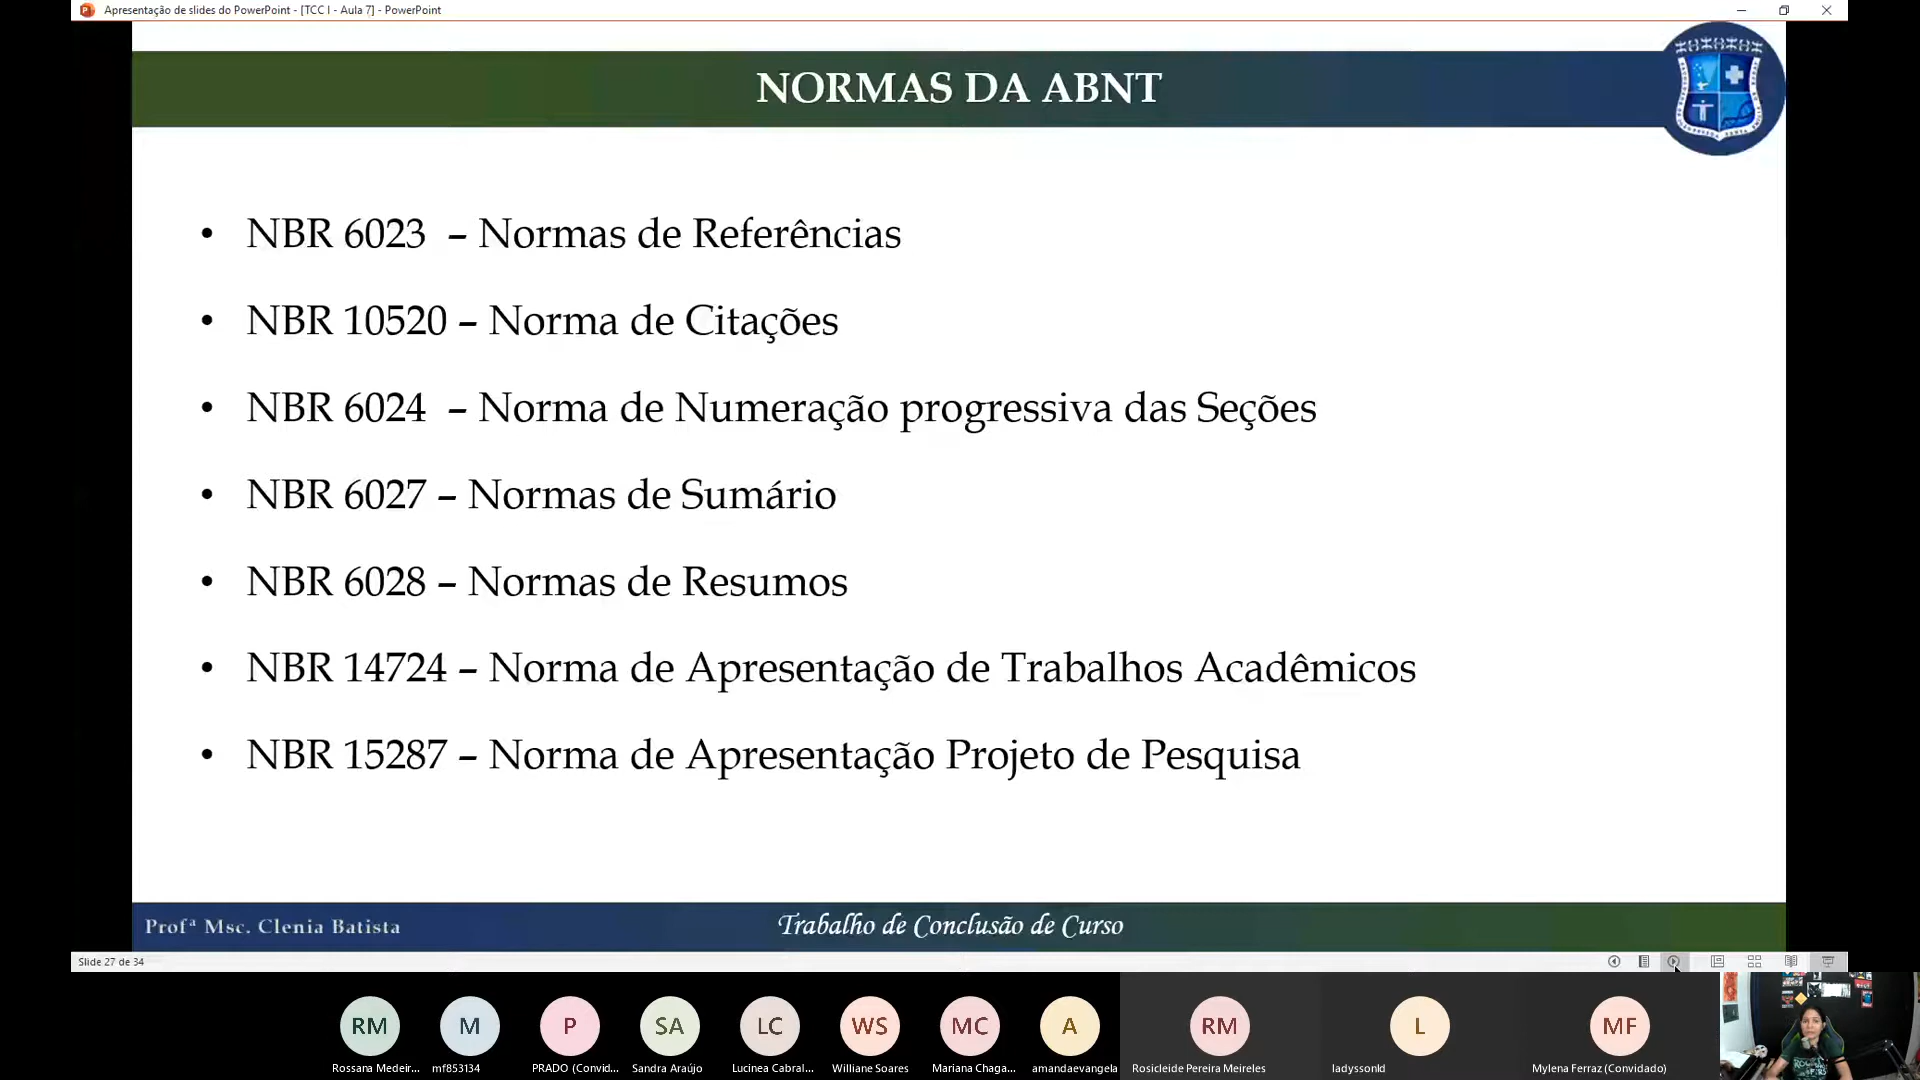 Apresentação de slides do PowerPoint - [TCC I - Aula 7] - PowerPoint
NORMAS DA ABNT
• NBR 6023 – Normas de Referências
• NBR 10520 – Norma de Citações
• NBR 6024 – Norma de Numeração progressiva das Seções
• NBR 6027 – Normas de Sumário
• NBR 6028 – Normas de Resumos
• NBR 14724 – Norma de Apresentação de Trabalhos Acadêmicos
• NBR 15287 – Norma de Apresentação Projeto de Pesquisa
Profª Msc. Clenia Batista
Trabalho de Conclusão de Curso
Slide 27 de 34
RM M P SA LC WS MC A RM L MF
Rossana Medeir... mf853134 PRADO (Convid... Sandra Araújo Lucinea Cabral... Williane Soares Mariana Chaga... amandaevangela Rosicleide Pereira Meireles ladyssonld Mylena Ferraz (Convidado)